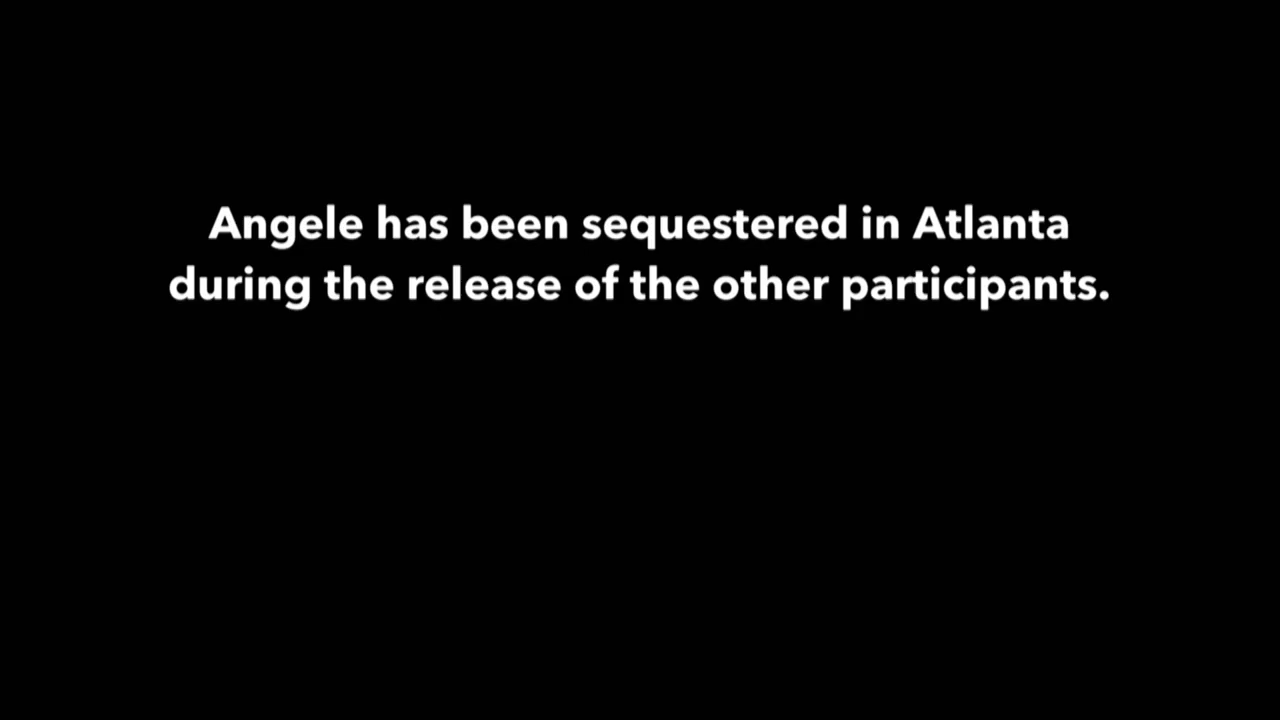 Angele has been sequestered in Atlanta
during the release of the other participants.